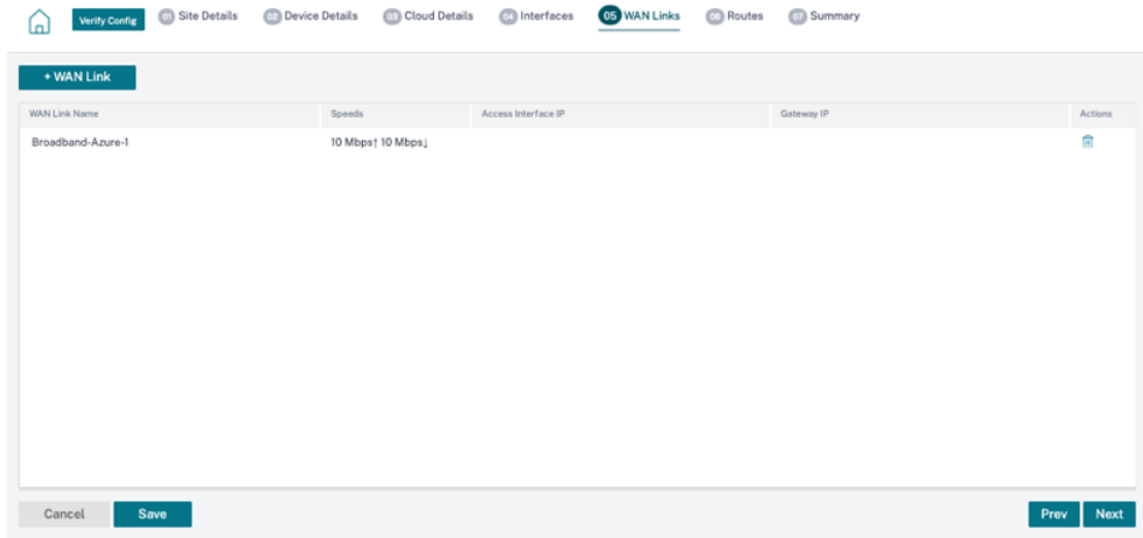 Verify Config 01 Site Details 02 Device Details 03 Cloud Details 04 Interfaces 05 WAN Links 06 Routes 07 Summary
+ WAN Link
WAN Link Name Speeds Access Interface IP Gateway IP Actions
Broadband-Azure-1 10 Mbps↑ 10 Mbps↓
Cancel Save Prev Next